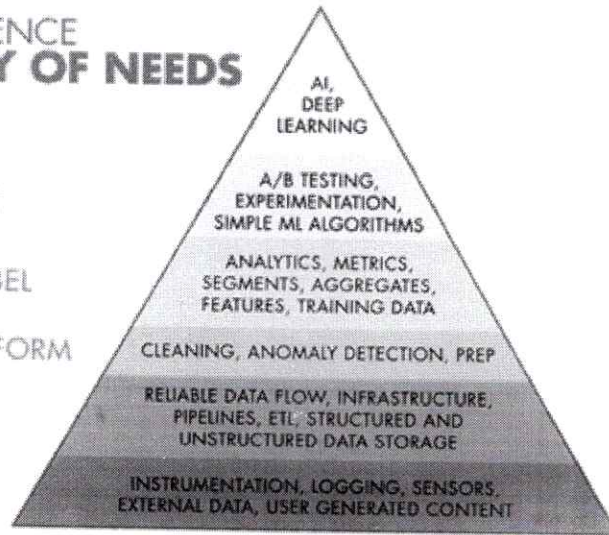 ENCE
Y OF NEEDS
AI,
DEEP
LEARNING
A/B TESTING,
EXPERIMENTATION,
SIMPLE ML ALGORITHMS
BEL
ANALYTICS, METRICS,
SEGMENTS, AGGREGATES,
FEATURES, TRAINING DATA
FORM
CLEANING, ANOMALY DETECTION, PREP
RELIABLE DATA FLOW, INFRASTRUCTURE,
PIPELINES, ETL, STRUCTURED AND
UNSTRUCTURED DATA STORAGE
INSTRUMENTATION, LOGGING, SENSORS,
EXTERNAL DATA, USER GENERATED CONTENT